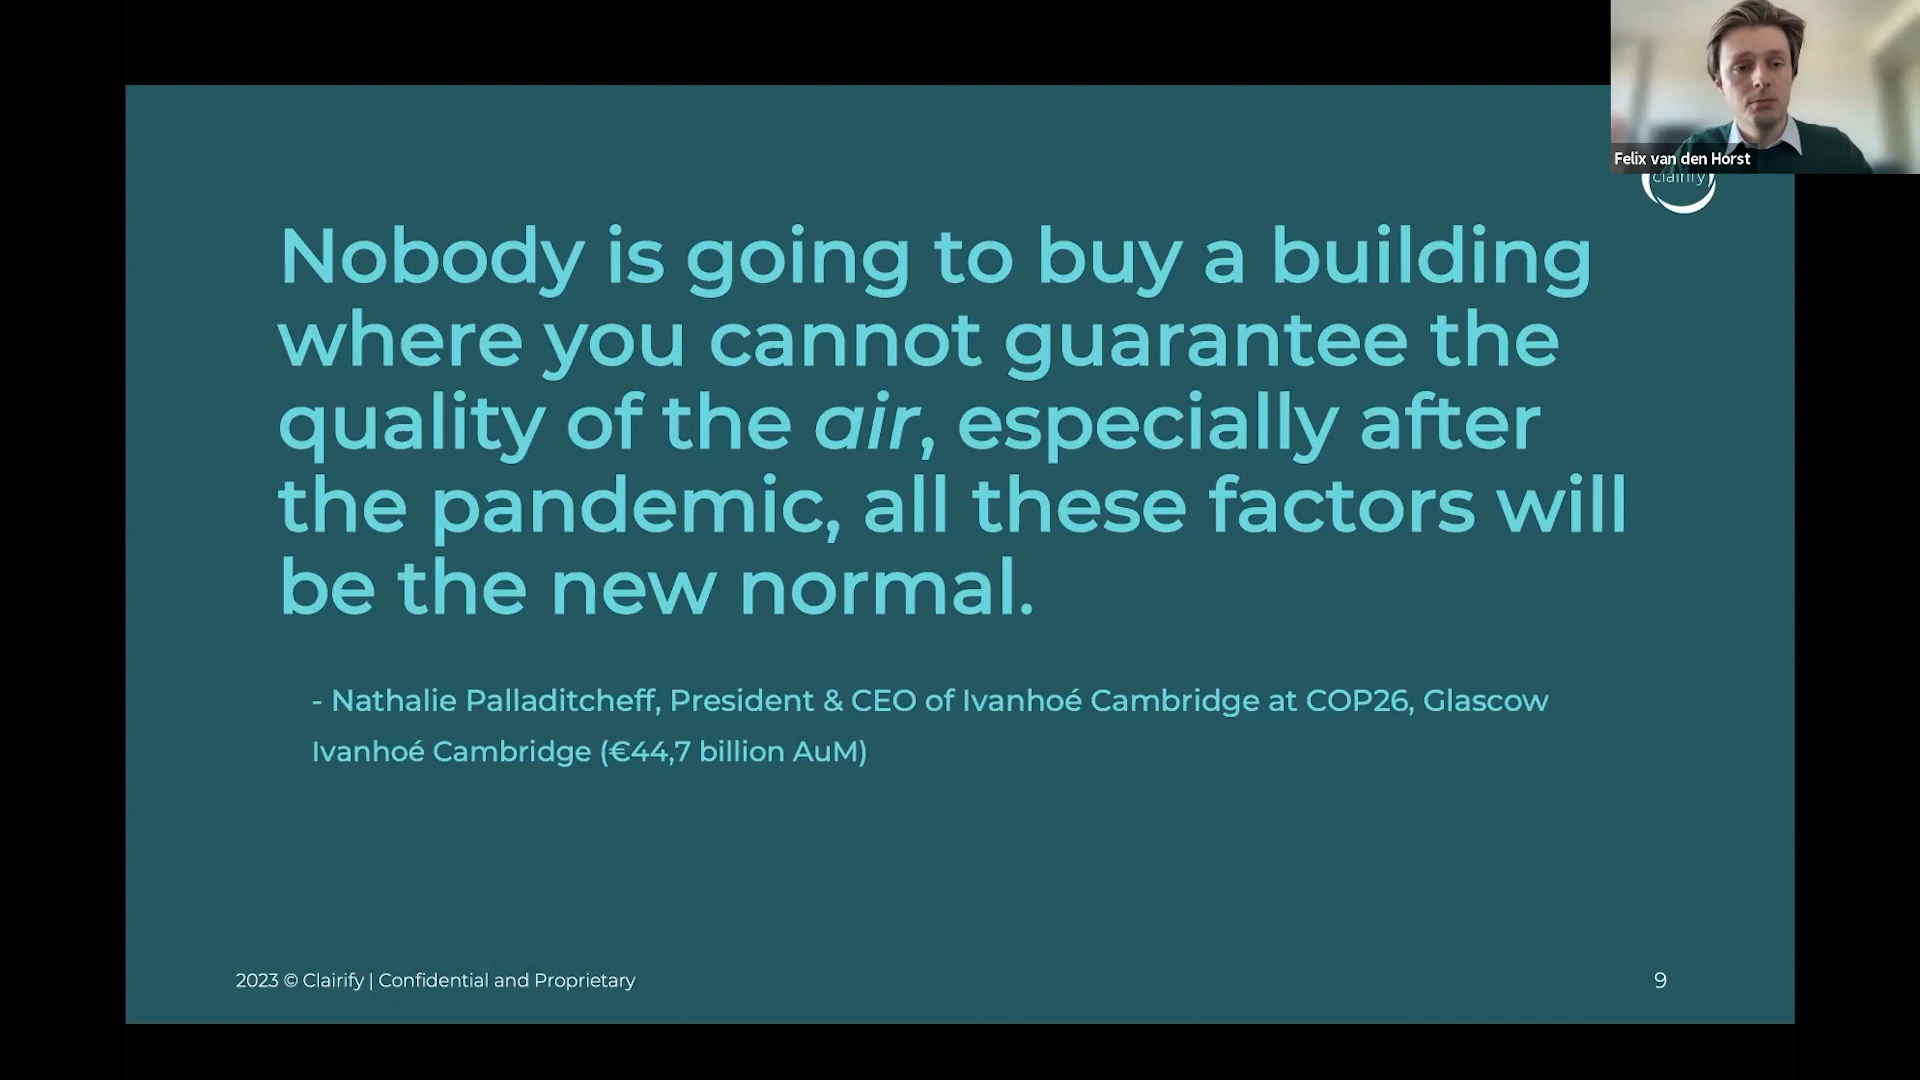 Felix van den Horst
clairify
Nobody is going to buy a building
where you cannot guarantee the
quality of the air, especially after
the pandemic, all these factors will
be the new normal.
- Nathalie Palladitcheff, President & CEO of Ivanhoé Cambridge at COP26, Glascow
Ivanhoé Cambridge (€44,7 billion AuM)
2023 © Clairify | Confidential and Proprietary
9